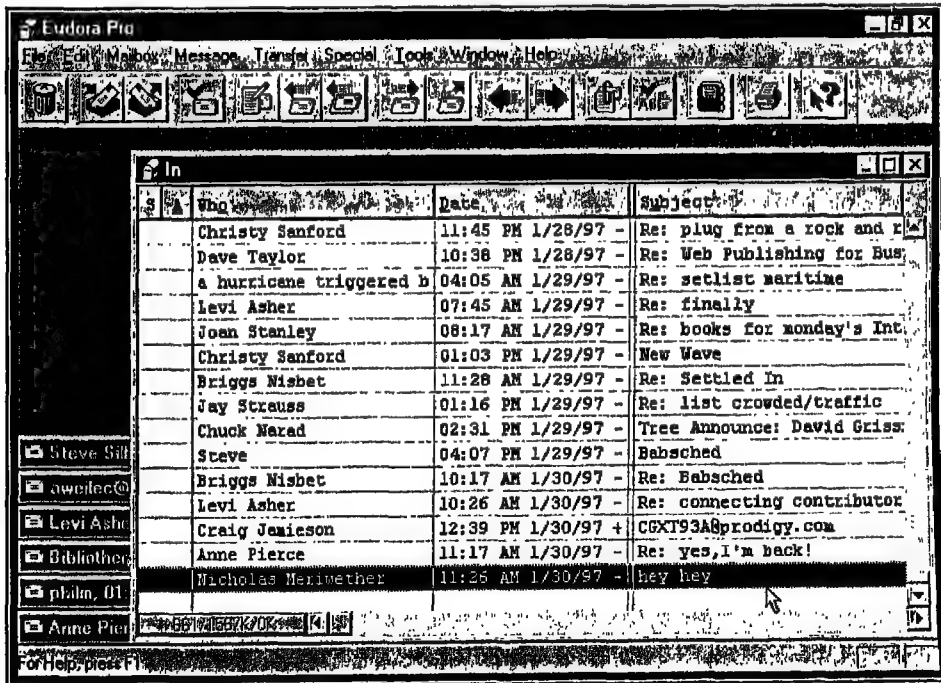 Eudora Pro
File Edit Mailbox Message Transfer Special Tools Window Help
In
S Who Date Subject
Christy Sanford 11:45 PM 1/28/97 - Re: plug from a rock and r
Dave Taylor 10:38 PM 1/28/97 - Re: Web Publishing for Bus
a hurricane triggered b 04:05 AM 1/29/97 - Re: setlist maritime
Levi Asher 07:45 AM 1/29/97 - Re: finally
Joan Stanley 08:17 AM 1/29/97 - Re: books for monday's Int
Christy Sanford 01:03 PM 1/29/97 - New Wave
Briggs Nisbet 11:28 AM 1/29/97 - Re: Settled In
Jay Strauss 01:16 PM 1/29/97 - Re: list crowded/traffic
Chuck Narad 02:31 PM 1/29/97 - Tree Announce: David Griss
Steve 04:07 PM 1/29/97 - Babsched
Briggs Nisbet 10:17 AM 1/30/97 - Re: Babsched
Levi Asher 10:26 AM 1/30/97 - Re: connecting contributor
Craig Jamieson 12:39 PM 1/30/97 + CGXT93A@prodigy.com
Anne Pierce 11:17 AM 1/30/97 - Re: yes,I'm back!
Nicholas Meriwether 11:26 AM 1/30/97 - hey hey
Steve Sil
aweilec@
Levi Ashe
Bibliothec
philm, 01:
Anne Pier
For Help, press F1